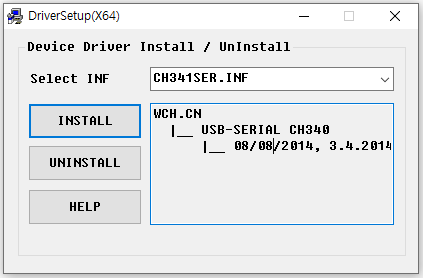 DriverSetup(X64)
Device Driver Install / UnInstall
Select INF
CH341SER.INF
INSTALL
UNINSTALL
HELP
WCH.CN
|__ USB-SERIAL CH340
|__ 08/08/2014, 3.4.2014